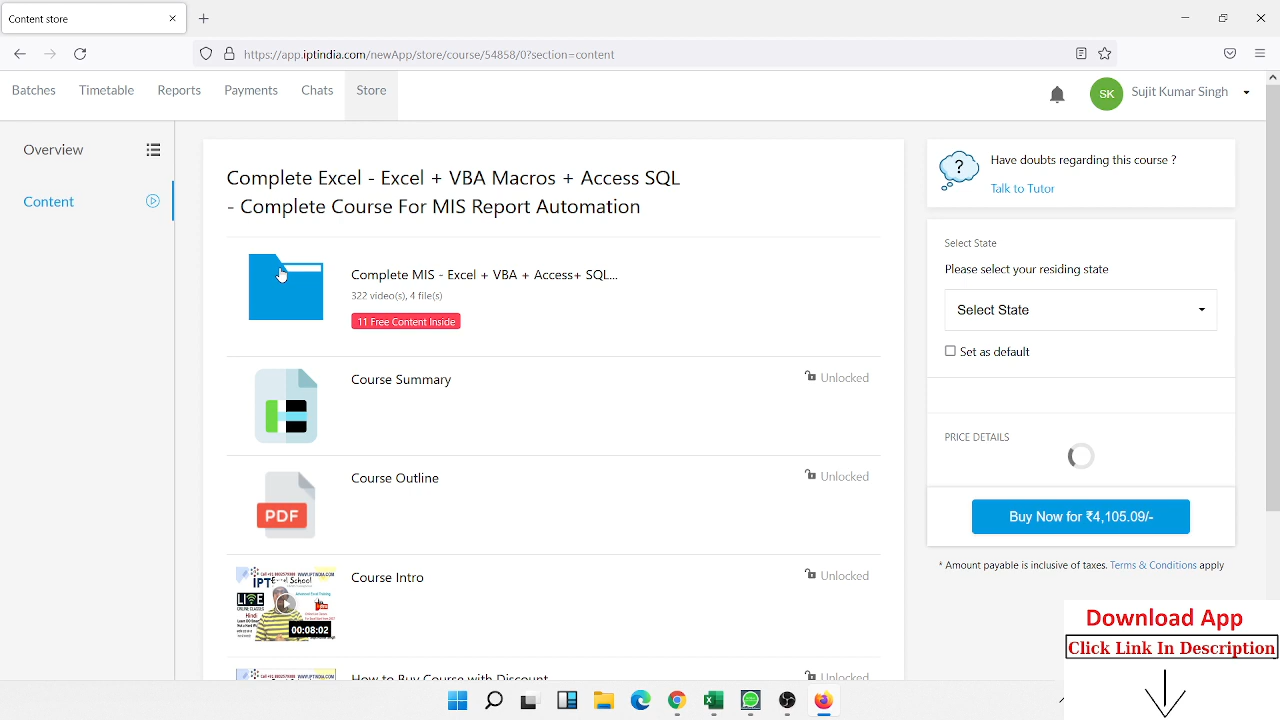 Content store
https://app.iptindia.com/newApp/store/course/54858/0?section=content
Batches
Timetable
Reports
Payments
Chats
Store
SK
Sujit Kumar Singh
Overview
Content
Complete Excel - Excel + VBA Macros + Access SQL
- Complete Course For MIS Report Automation
Complete MIS - Excel + VBA + Access+ SQL...
322 video(s), 4 file(s)
11 Free Content Inside
Course Summary
Unlocked
Course Outline
Unlocked
PDF
Course Intro
Unlocked
00:08:02
How to Buy Course with Discount
Unlocked
?
Have doubts regarding this course ?
Talk to Tutor
Select State
Please select your residing state
Select State
Set as default
PRICE DETAILS
Buy Now for ₹4,105.09/-
* Amount payable is inclusive of taxes. Terms & Conditions apply
Download App
Click Link In Description